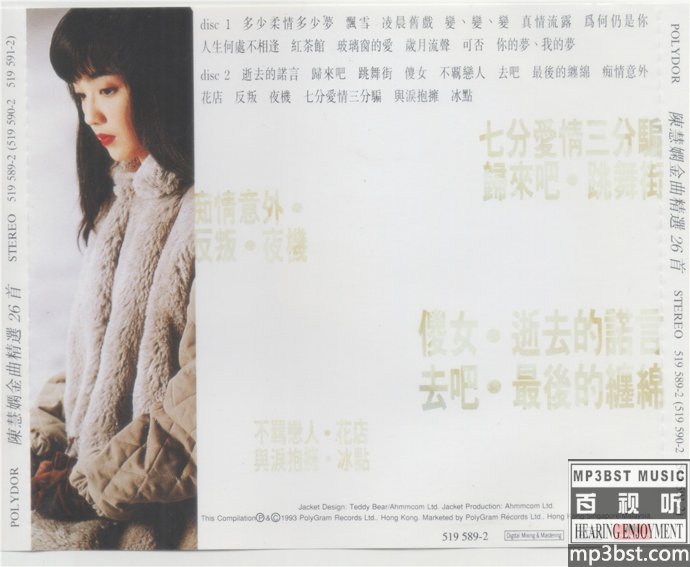 disc 1 多少柔情多少夢 飄雪 凌晨舊戲 變、變、變 真情流露 爲何仍是你
人生何處不相逢 紅茶館 玻璃窗的愛 歲月流聲 可否 你的夢、我的夢
disc 2 逝去的諾言 歸來吧 跳舞街 傻女 不羈戀人 去吧 最後的纏綿 痴情意外
花店 反叛 夜機 七分愛情三分騙 與淚抱擁 冰點
七分愛情三分騙
歸來吧・跳舞街
痴情意外・
反叛・夜機
傻女・逝去的諾言
去吧・最後的纏綿
不羈戀人・花店
與淚抱擁・冰點
Jacket Design: Teddy Bear/Ahmmcom Ltd. Jacket Production: Ahmmcom Ltd.
This Compilation Ⓟ & © 1993 PolyGram Records Ltd., Hong Kong. Marketed by PolyGram Records Ltd., Hong Kong
519 589-2
Digital Mixing & Mastering
POLYDOR 陳慧嫻金曲精選26首 STEREO 519 589-2 (519 590-2 519 591-2)
POLYDOR 陳慧嫻金曲精選26首 STEREO 519 589-2 (519 590-2
MP3BST MUSIC
百视听
HEARING ENJOYMENT
mp3bst.com